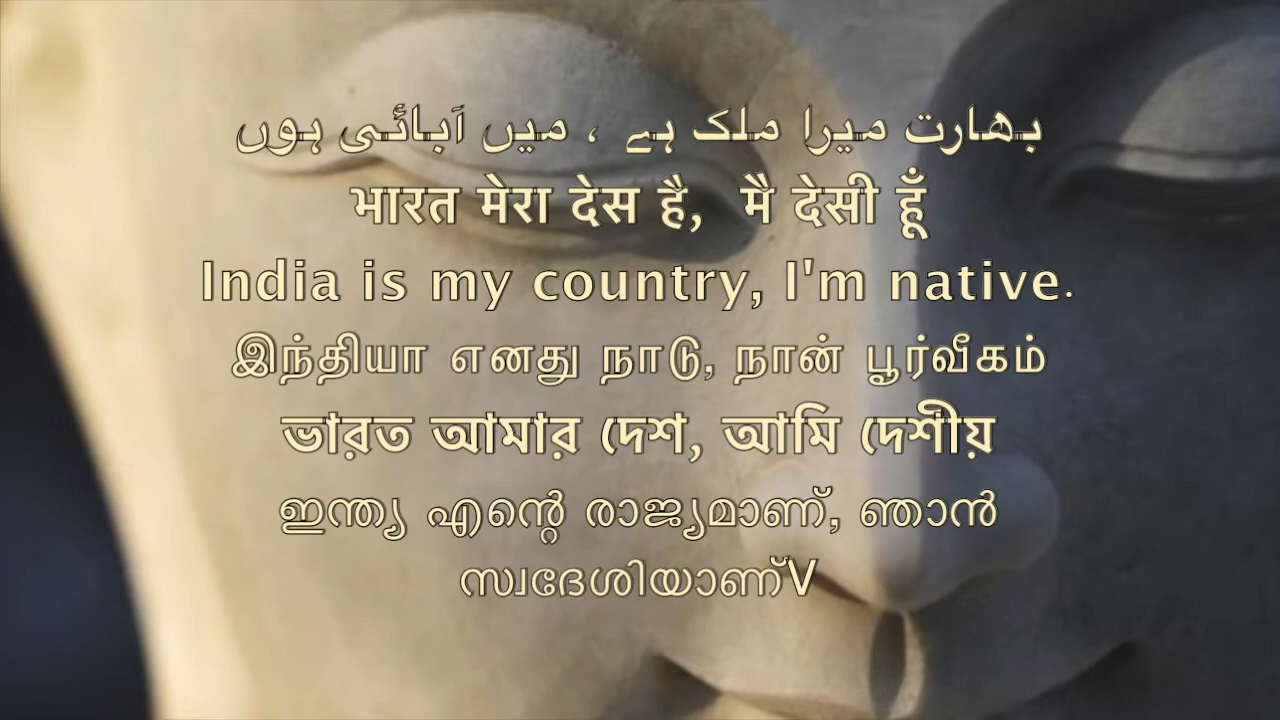 بھارت میرا ملک ہے ، میں آبائی ہوں
भारत मेरा देस है, मै देसी हूँ
India is my country, I'm native.
இந்தியா எனது நாடு, நான் பூர்வீகம்
ভারত আমার দেশ, আমি দেশীয়
ഇന്ത്യ എന്റെ രാജ്യമാണ്, ഞാൻ
സ്വദേശിയാണ്V